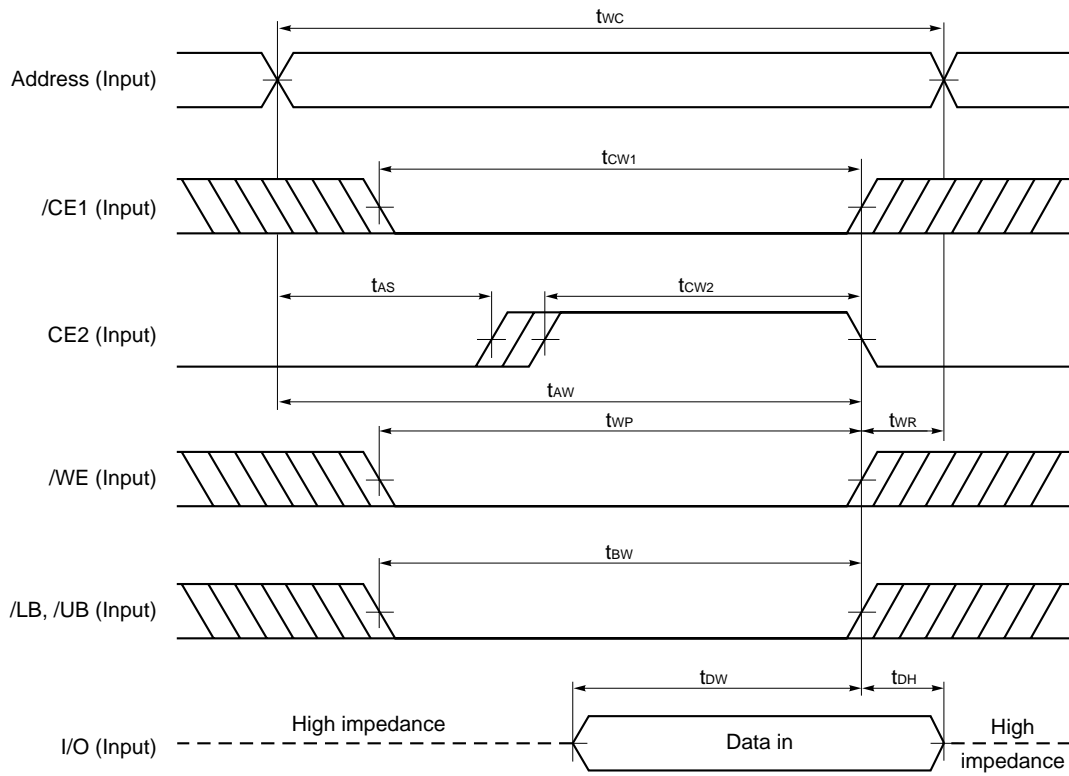 tWC
Address (Input)
tCW1
/CE1 (Input)
tAS
tCW2
CE2 (Input)
tAW
tWP
tWR
/WE (Input)
tBW
/LB, /UB (Input)
tDW
tDH
High impedance
Data in
High
impedance
I/O (Input)